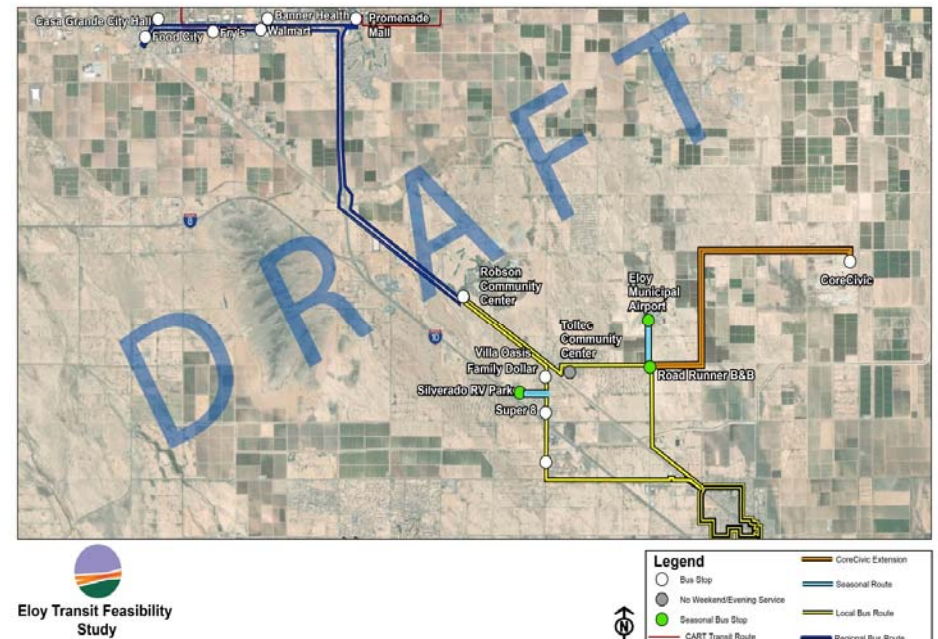 Casa Grande City Hall
Banner Health
Promenade
Mall
Food City
Fry's
Walmart
8
DRAFT
Robson
Community
Center
10
Eloy
Municipal
Airport
CoreCivic
Toltec
Community
Center
Villa Oasis
Family Dollar
Road Runner B&B
Silverado RV Park
Super 8
Eloy Transit Feasibility
Study
N
Legend
Bus Stop
No Weekend/Evening Service
Seasonal Bus Stop
CART Transit Route
CoreCivic Extension
Seasonal Route
Local Bus Route
Regional Bus Route